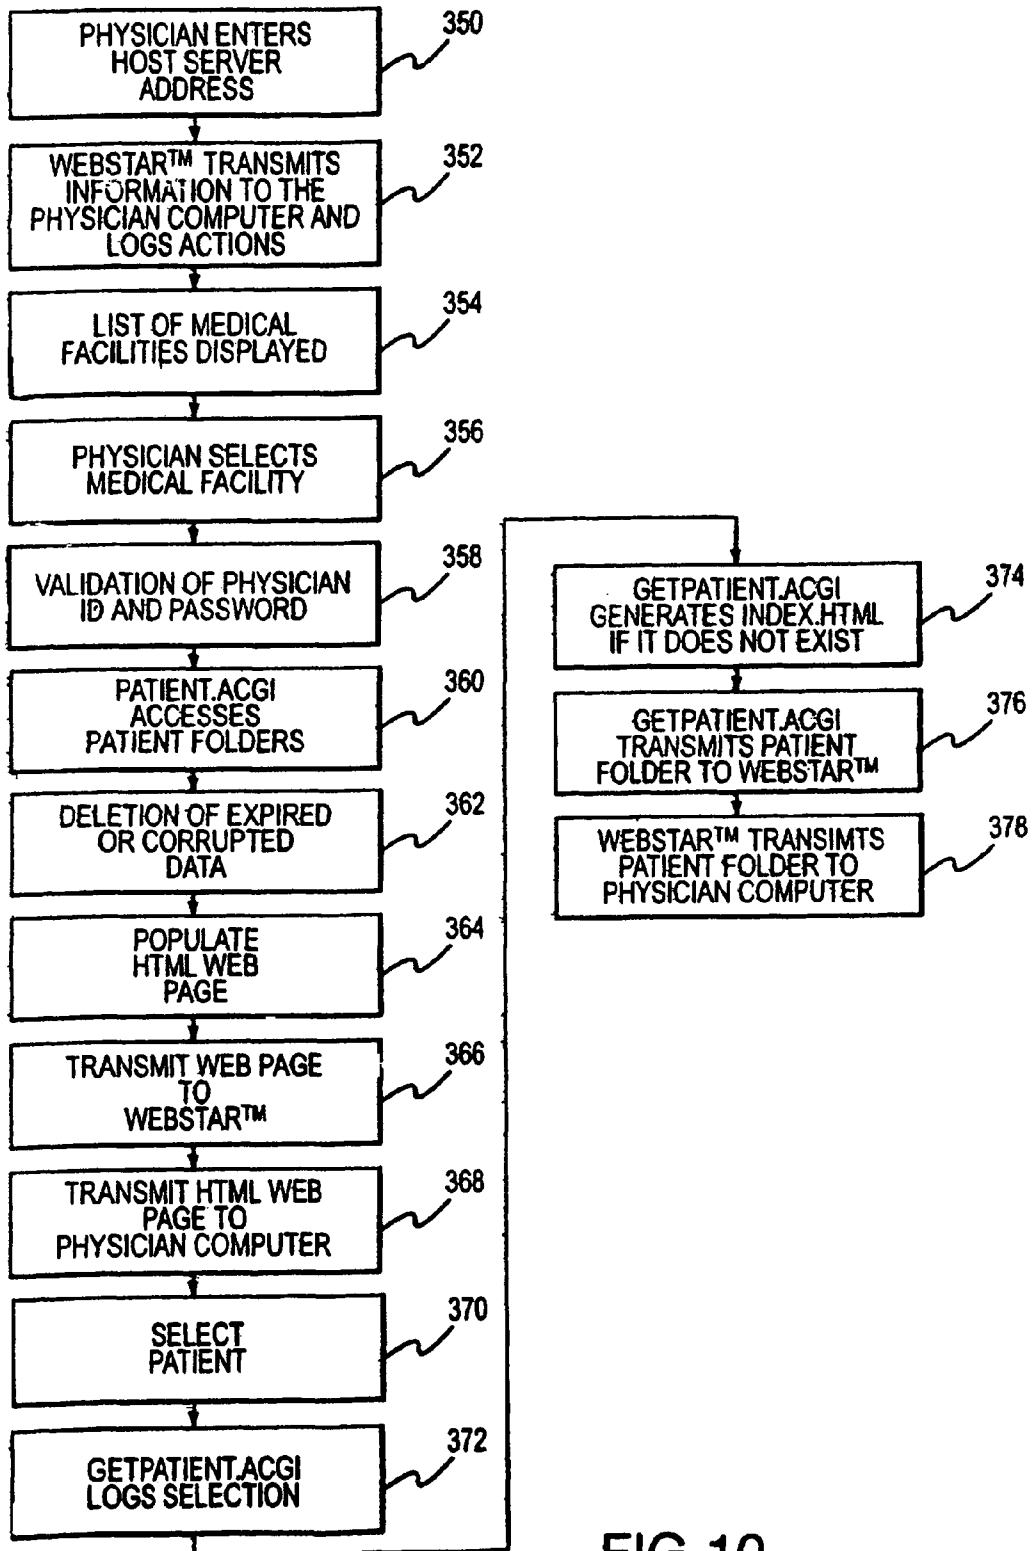 PHYSICIAN ENTERS
HOST SERVER
ADDRESS
350
WEBSTAR™ TRANSMITS
INFORMATION TO THE
PHYSICIAN COMPUTER AND
LOGS ACTIONS
352
LIST OF MEDICAL
FACILITIES DISPLAYED
354
PHYSICIAN SELECTS
MEDICAL FACILITY
356
VALIDATION OF PHYSICIAN
ID AND PASSWORD
358
PATIENT.ACGI
ACCESSES
PATIENT FOLDERS
360
DELETION OF EXPIRED
OR CORRUPTED
DATA
362
POPULATE
HTML WEB
PAGE
364
TRANSMIT WEB PAGE
TO
WEBSTAR™
366
TRANSMIT HTML WEB
PAGE TO
PHYSICIAN COMPUTER
368
SELECT
PATIENT
370
GETPATIENT.ACGI
LOGS SELECTION
372
GETPATIENT.ACGI
GENERATES INDEX.HTML
IF IT DOES NOT EXIST
374
GETPATIENT.ACGI
TRANSMITS PATIENT
FOLDER TO WEBSTAR™
376
WEBSTAR™ TRANSIMTS
PATIENT FOLDER TO
PHYSICIAN COMPUTER
378
FIG. 10